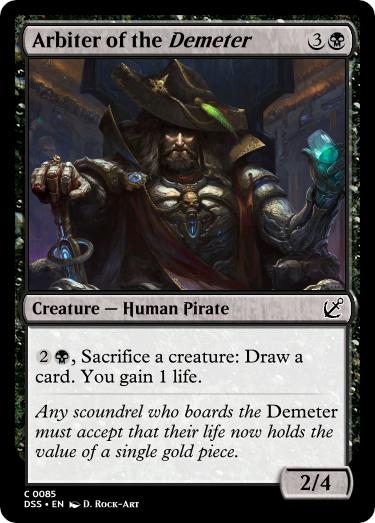 Arbiter of the Demeter 3
Creature — Human Pirate
2, Sacrifice a creature: Draw a
card. You gain 1 life.
Any scoundrel who boards the Demeter
must accept that their life now holds the
value of a single gold piece.
2/4
C 0085
DSS • EN D. Rock-Art